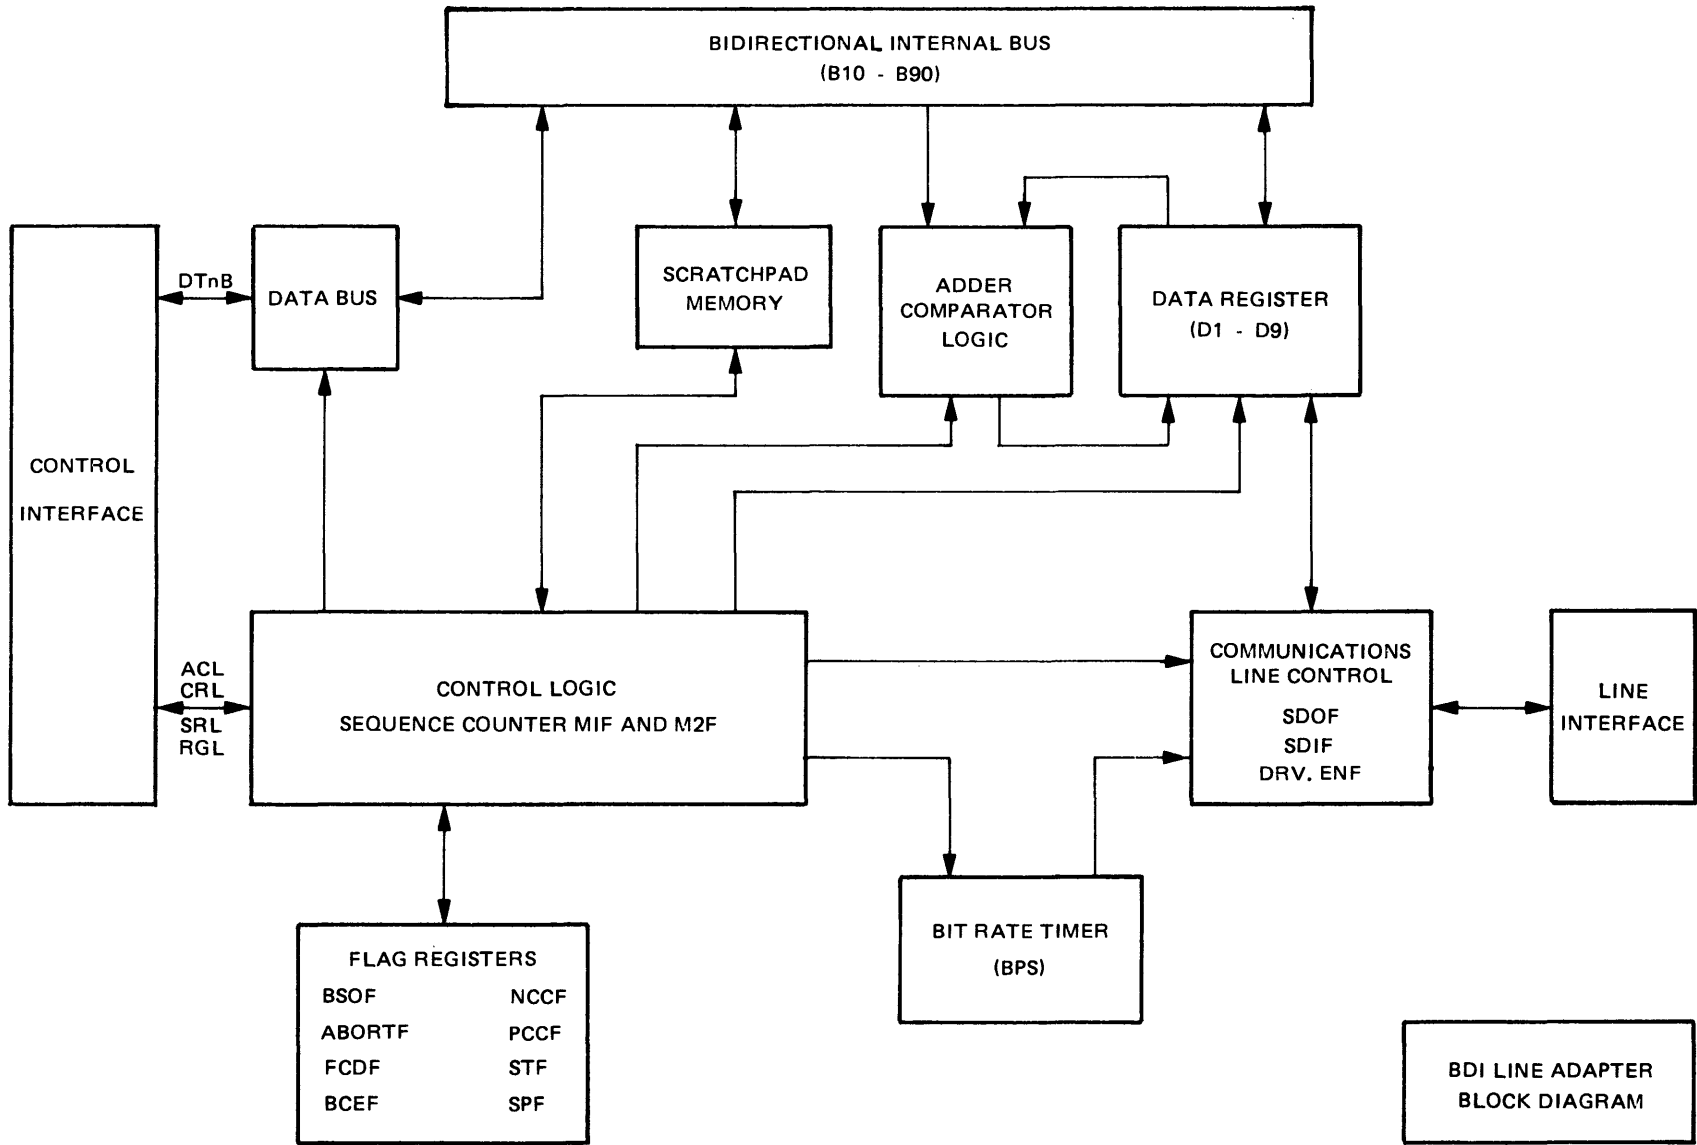 BIDIRECTIONAL INTERNAL BUS
(B10 - B90)
DTnB
DATA BUS
SCRATCHPAD
MEMORY
ADDER
COMPARATOR
LOGIC
DATA REGISTER
(D1 - D9)
CONTROL
INTERFACE
ACL
CRL
SRL
RGL
CONTROL LOGIC
SEQUENCE COUNTER MIF AND M2F
COMMUNICATIONS
LINE CONTROL
SDOF
SDIF
DRV. ENF
LINE
INTERFACE
BIT RATE TIMER
(BPS)
FLAG REGISTERS
BSOF NCCF
ABORTF PCCF
FCDF STF
BCEF SPF
BDI LINE ADAPTER
BLOCK DIAGRAM